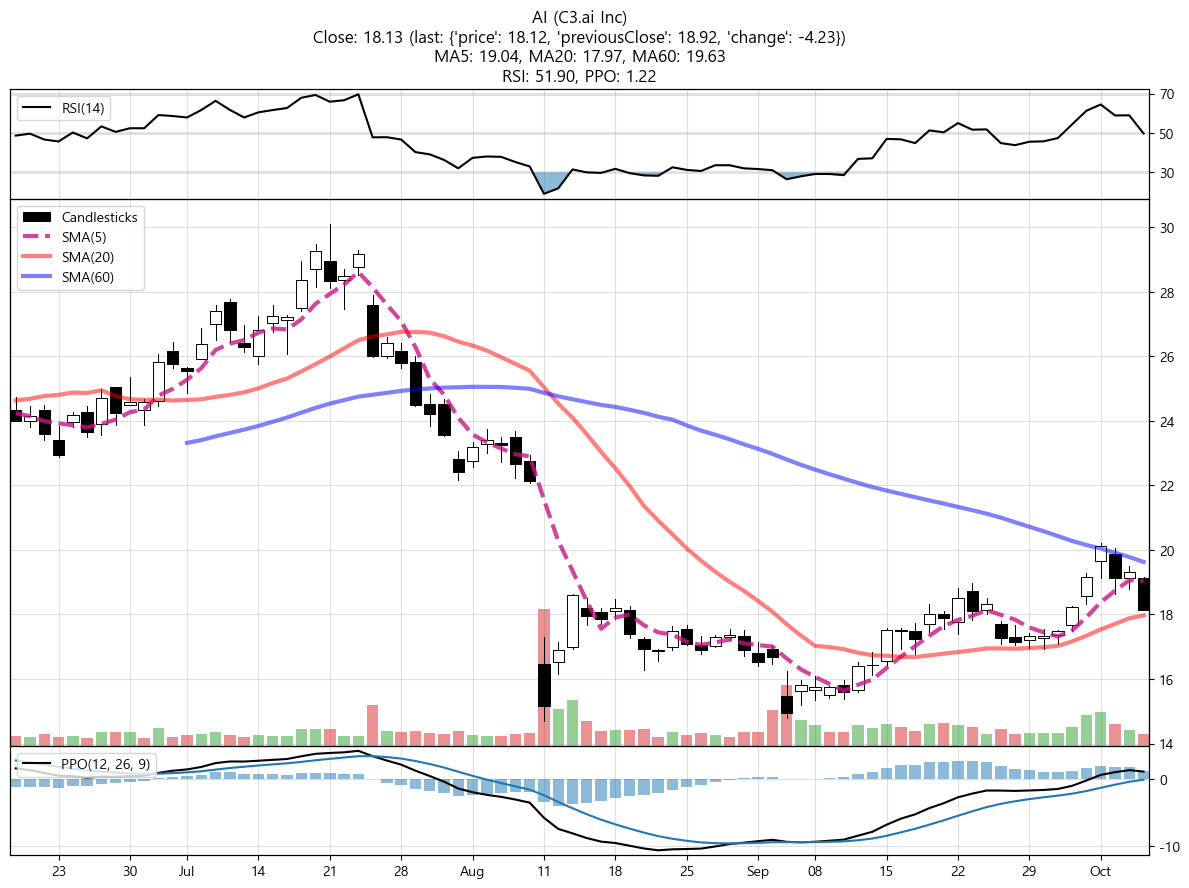 AI (C3.ai Inc)
Close: 18.13 (last: {'price': 18.12, 'previousClose': 18.92, 'change': -4.23})
MA5: 19.04, MA20: 17.97, MA60: 19.63
RSI: 51.90, PPO: 1.22
RSI(14)
70
50
30
Candlesticks
SMA(5)
SMA(20)
SMA(60)
30
28
26
24
22
20
18
16
14
PPO(12, 26, 9)
0
-10
23 30 Jul 14 21 28 Aug 11 18 25 Sep 08 15 22 29 Oct